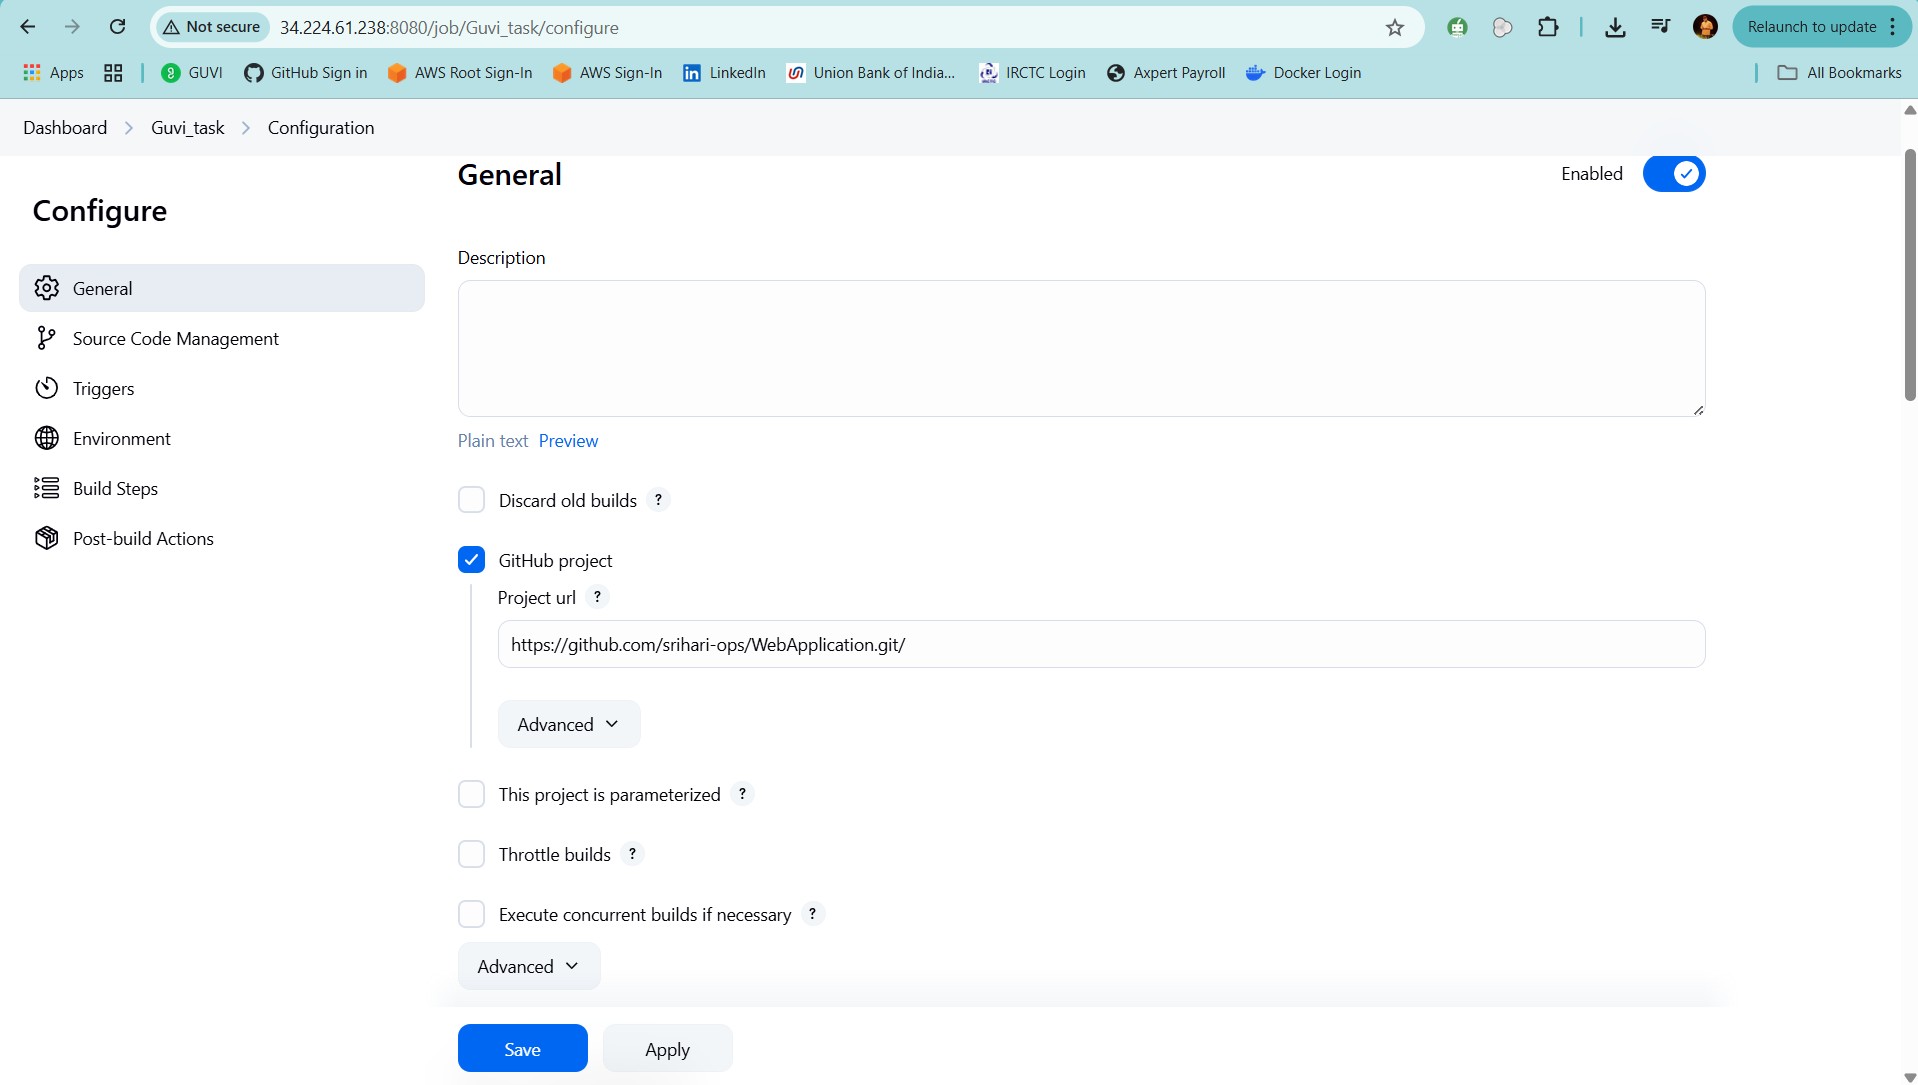 Not secure 34.224.61.238:8080/job/Guvi_task/configure Relaunch to update
Apps GUVI GitHub Sign in AWS Root Sign-In AWS Sign-In LinkedIn Union Bank of India... IRCTC Login Axpert Payroll Docker Login All Bookmarks
Dashboard Guvi_task Configuration
Configure
General
Source Code Management
Triggers
Environment
Build Steps
Post-build Actions
General Enabled
Description
Plain text Preview
Discard old builds ?
GitHub project
Project url ?
https://github.com/srihari-ops/WebApplication.git/
Advanced
This project is parameterized ?
Throttle builds ?
Execute concurrent builds if necessary ?
Advanced
Save Apply